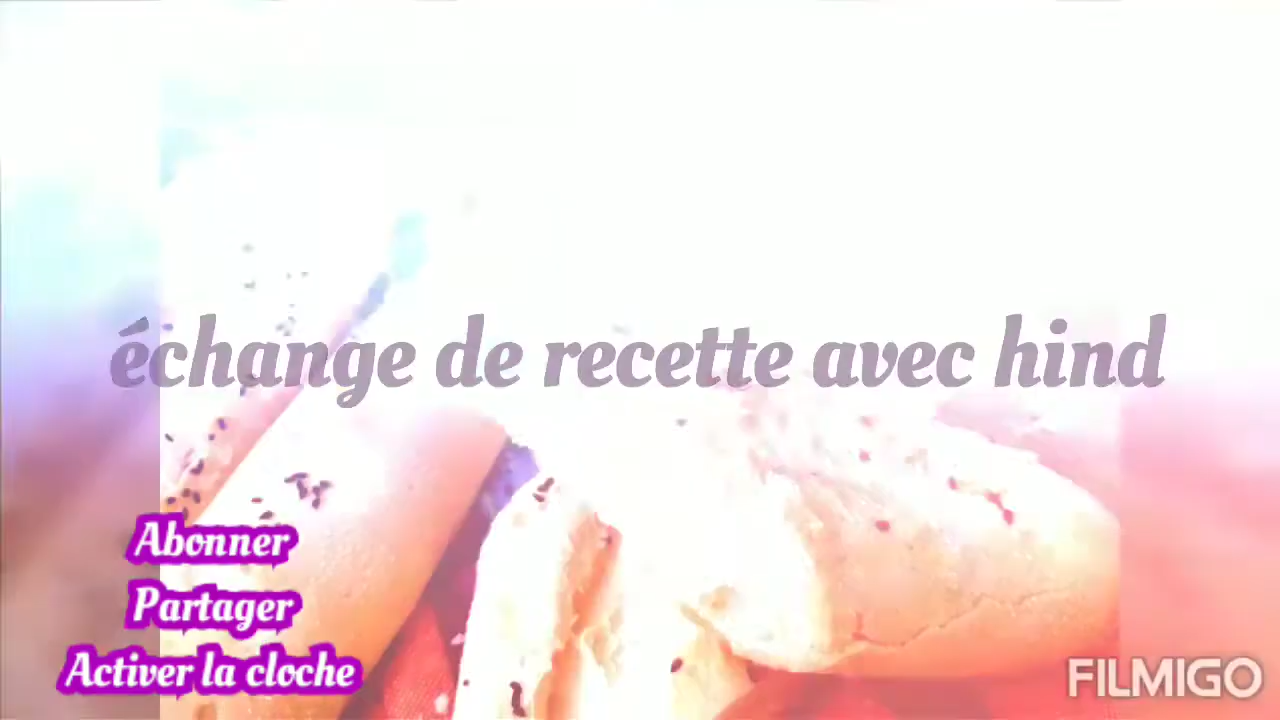 échange de recette avec hind
Abonner
Partager
Activer la cloche
FILMIGO